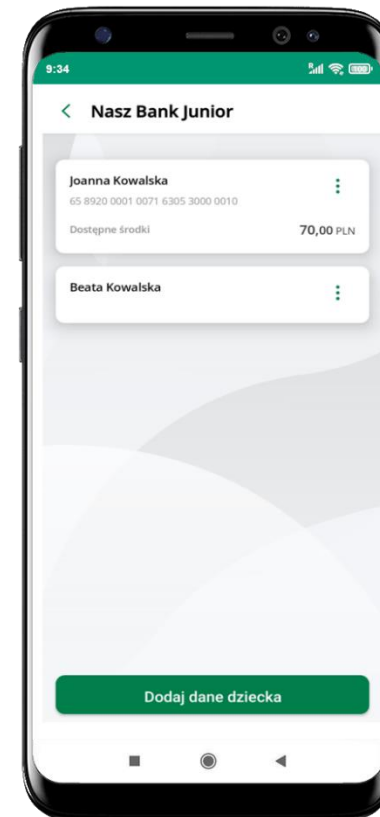 9:34
Nasz Bank Junior
Joanna Kowalska
65 8920 0001 0071 6305 3000 0010
Dostępne środki 70,00 PLN
Beata Kowalska
Dodaj dane dziecka